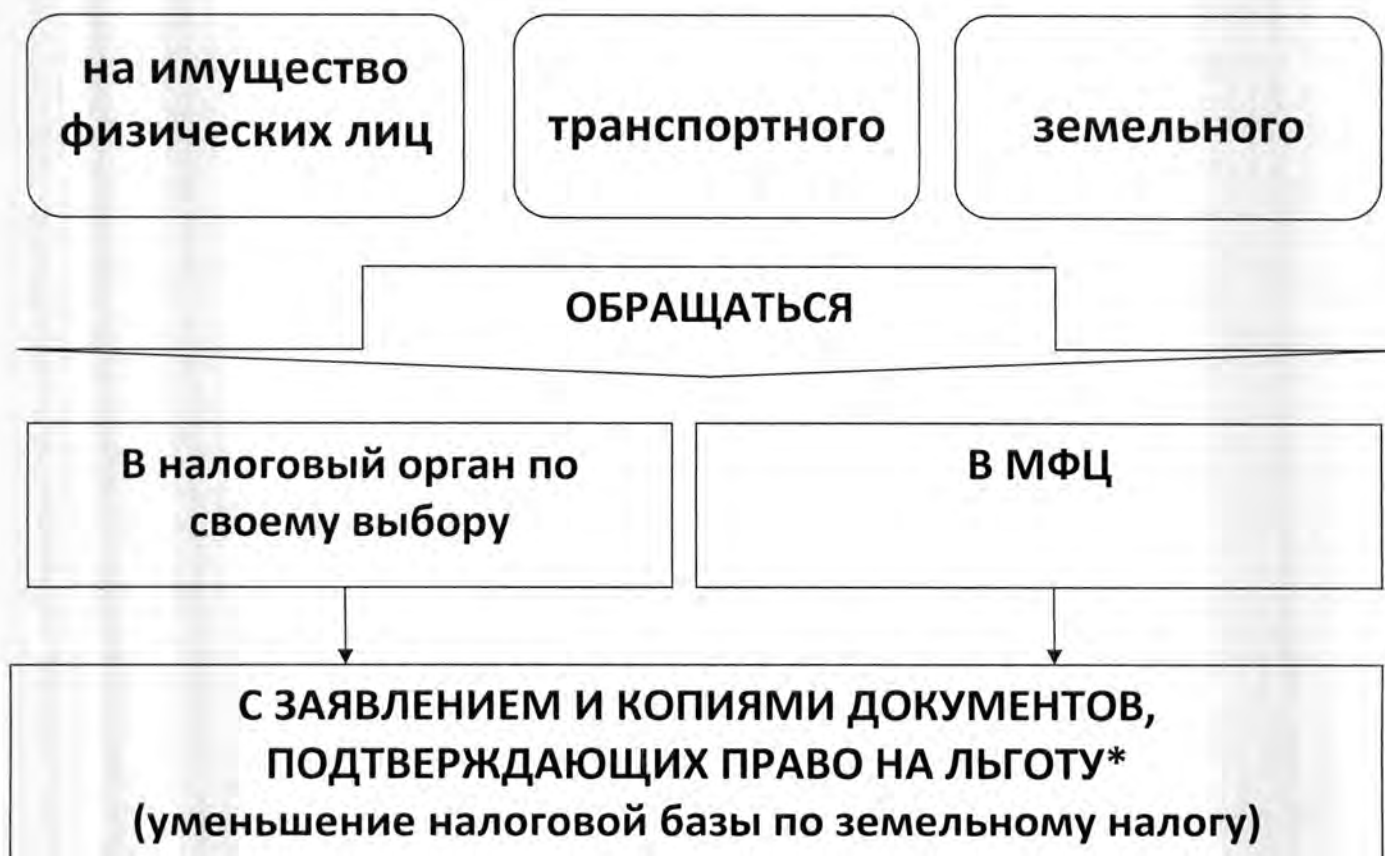 на имущество
физических лиц
транспортного
земельного
ОБРАЩАТЬСЯ
В налоговый орган по
своему выбору
В МФЦ
С ЗАЯВЛЕНИЕМ И КОПИЯМИ ДОКУМЕНТОВ,
ПОДТВЕРЖДАЮЩИХ ПРАВО НА ЛЬГОТУ*
(уменьшение налоговой базы по земельному налогу)